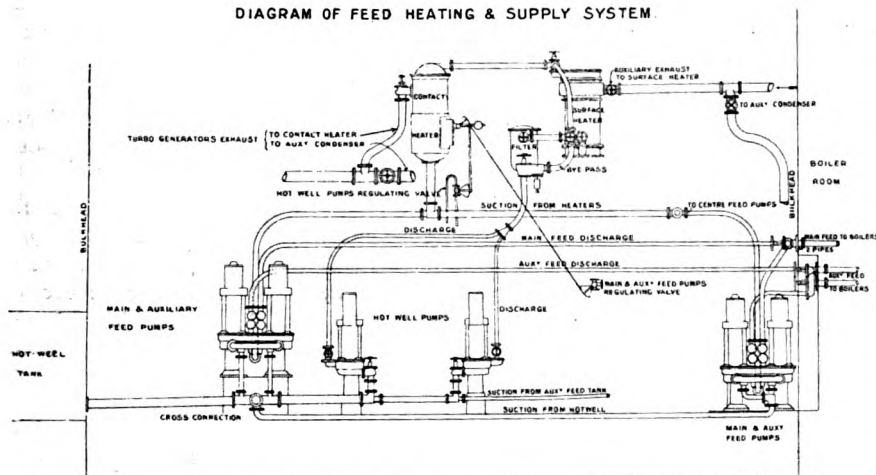 DIAGRAM OF FEED HEATING & SUPPLY SYSTEM.
AUXILIARY EXHAUST
TO SURFACE HEATER
CONTACT
HEATER
SURFACE
HEATER
TO AUXY CONDENSER
TURBO GENERATORS EXHAUST { TO CONTACT HEATER
TO AUXY CONDENSER
FILTER
BYE PASS
BOILER
ROOM
HOT WELL PUMPS REGULATING VALVE
SUCTION FROM HEATERS
TO CENTRE FEED PUMPS
BULKHEAD
BULKHEAD
DISCHARGE
MAIN FEED DISCHARGE
MAIN FEED TO BOILERS
2 PIPES
AUXY FEED DISCHARGE
AUXY FEED
TO BOILERS
MAIN & AUXY FEED PUMPS
REGULATING VALVE
MAIN & AUXILIARY
FEED PUMPS
HOT WELL PUMPS
DISCHARGE
HOT-WELL
TANK
SUCTION FROM AUXY FEED TANK
CROSS CONNECTION
SUCTION FROM HOTWELL
MAIN & AUXY
FEED PUMPS